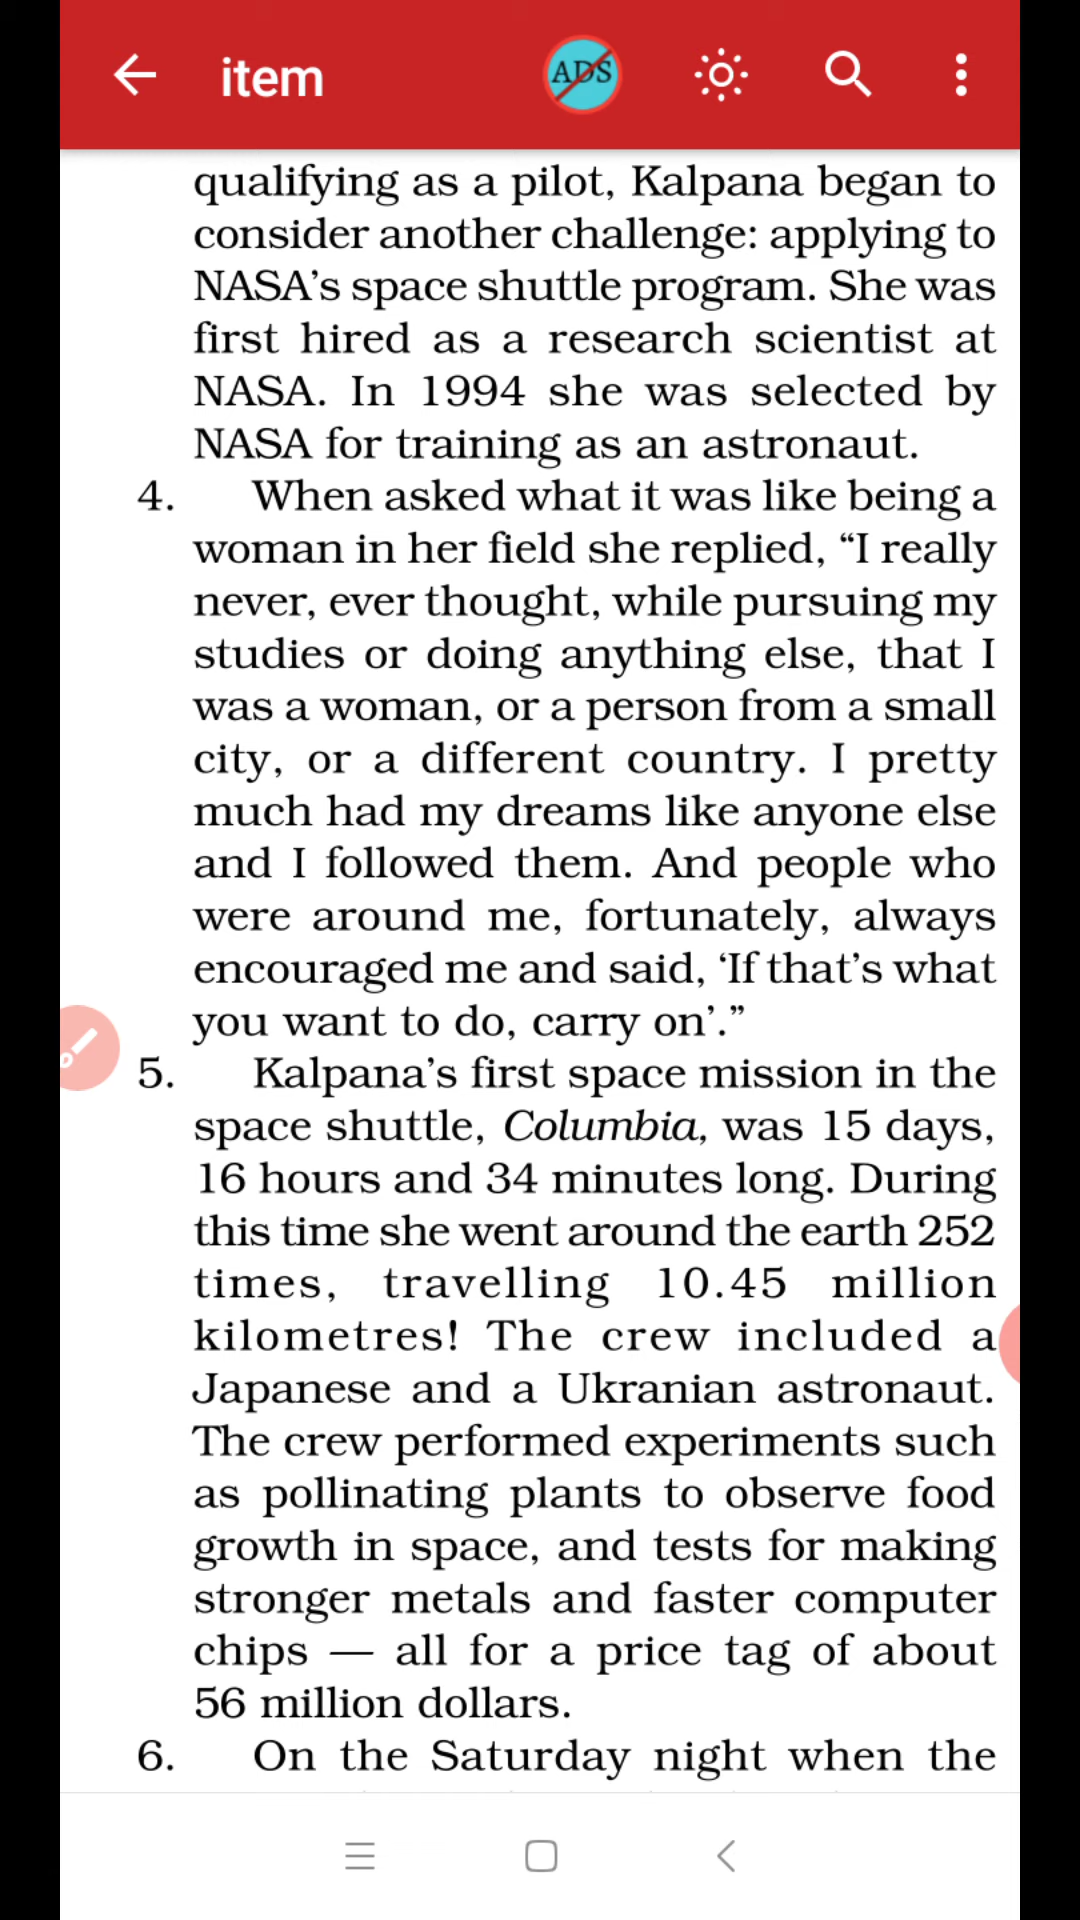 item
ADS
qualifying as a pilot, Kalpana began to
consider another challenge: applying to
NASA’s space shuttle program. She was
first hired as a research scientist at
NASA. In 1994 she was selected by
NASA for training as an astronaut.
4. When asked what it was like being a
woman in her field she replied, “I really
never, ever thought, while pursuing my
studies or doing anything else, that I
was a woman, or a person from a small
city, or a different country. I pretty
much had my dreams like anyone else
and I followed them. And people who
were around me, fortunately, always
encouraged me and said, ‘If that’s what
you want to do, carry on’.”
5. Kalpana’s first space mission in the
space shuttle, Columbia, was 15 days,
16 hours and 34 minutes long. During
this time she went around the earth 252
times, travelling 10.45 million
kilometres! The crew included a
Japanese and a Ukranian astronaut.
The crew performed experiments such
as pollinating plants to observe food
growth in space, and tests for making
stronger metals and faster computer
chips — all for a price tag of about
56 million dollars.
6. On the Saturday night when the